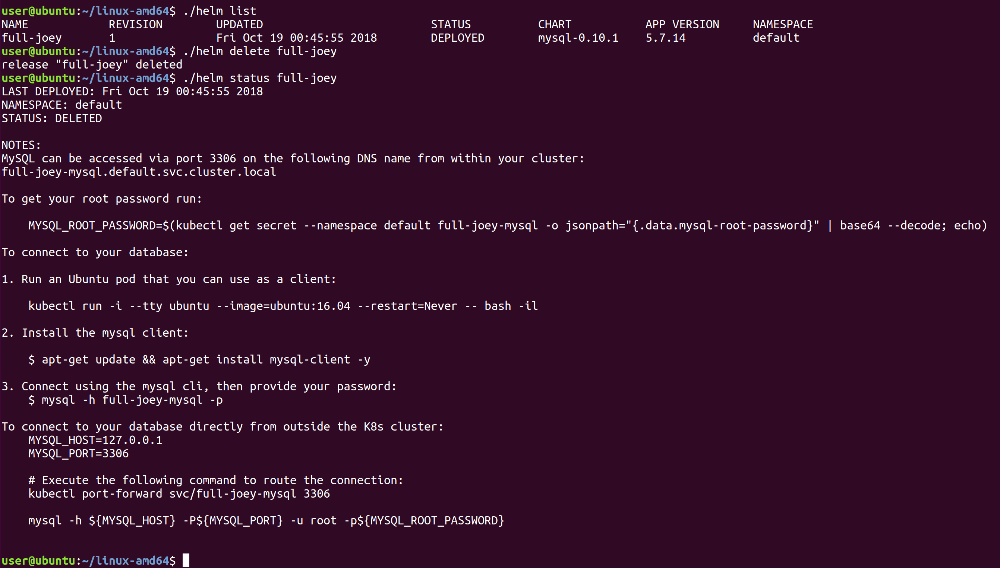 user@ubuntu:~/linux-amd64$ ./helm list
NAME            REVISION        UPDATED                         STATUS          CHART           APP VERSION     NAMESPACE
full-joey       1               Fri Oct 19 00:45:55 2018        DEPLOYED        mysql-0.10.1    5.7.14          default
user@ubuntu:~/linux-amd64$ ./helm delete full-joey
release "full-joey" deleted
user@ubuntu:~/linux-amd64$ ./helm status full-joey
LAST DEPLOYED: Fri Oct 19 00:45:55 2018
NAMESPACE: default
STATUS: DELETED

NOTES:
MySQL can be accessed via port 3306 on the following DNS name from within your cluster:
full-joey-mysql.default.svc.cluster.local

To get your root password run:

    MYSQL_ROOT_PASSWORD=$(kubectl get secret --namespace default full-joey-mysql -o jsonpath="{.data.mysql-root-password}" | base64 --decode; echo)

To connect to your database:

1. Run an Ubuntu pod that you can use as a client:

    kubectl run -i --tty ubuntu --image=ubuntu:16.04 --restart=Never -- bash -il

2. Install the mysql client:

    $ apt-get update && apt-get install mysql-client -y

3. Connect using the mysql cli, then provide your password:
    $ mysql -h full-joey-mysql -p

To connect to your database directly from outside the K8s cluster:
    MYSQL_HOST=127.0.0.1
    MYSQL_PORT=3306

    # Execute the following command to route the connection:
    kubectl port-forward svc/full-joey-mysql 3306

    mysql -h ${MYSQL_HOST} -P${MYSQL_PORT} -u root -p${MYSQL_ROOT_PASSWORD}

user@ubuntu:~/linux-amd64$